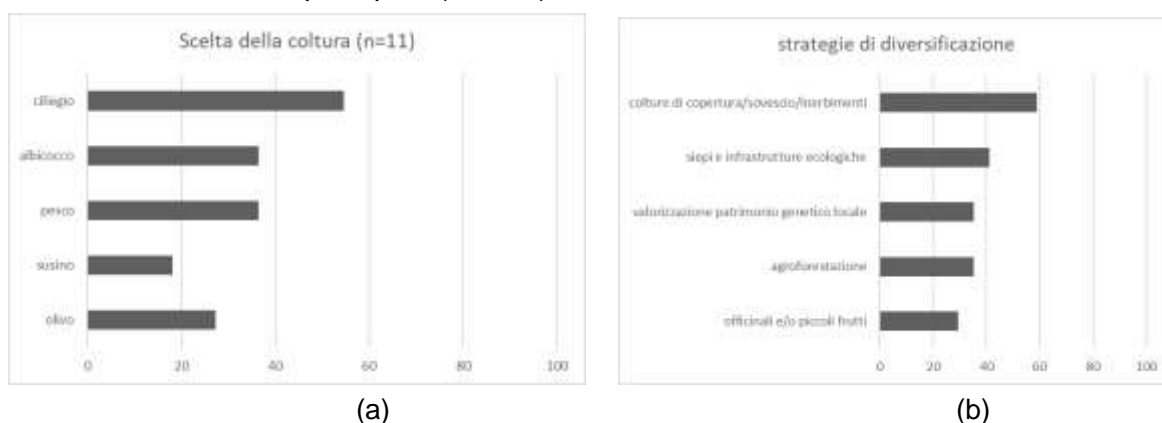 Scelta della coltura (n=11)
ciliegio
albicocco
pesco
susino
olivo
0 20 40 60 80 100
(a)
strategie di diversificazione
colture di copertura/sovescio/inerbimenti
siepi e infrastrutture ecologiche
valorizzazione patrimonio genetico locale
agroforestazione
officinali e/o piccoli frutti
0 20 40 60 80 100
(b)